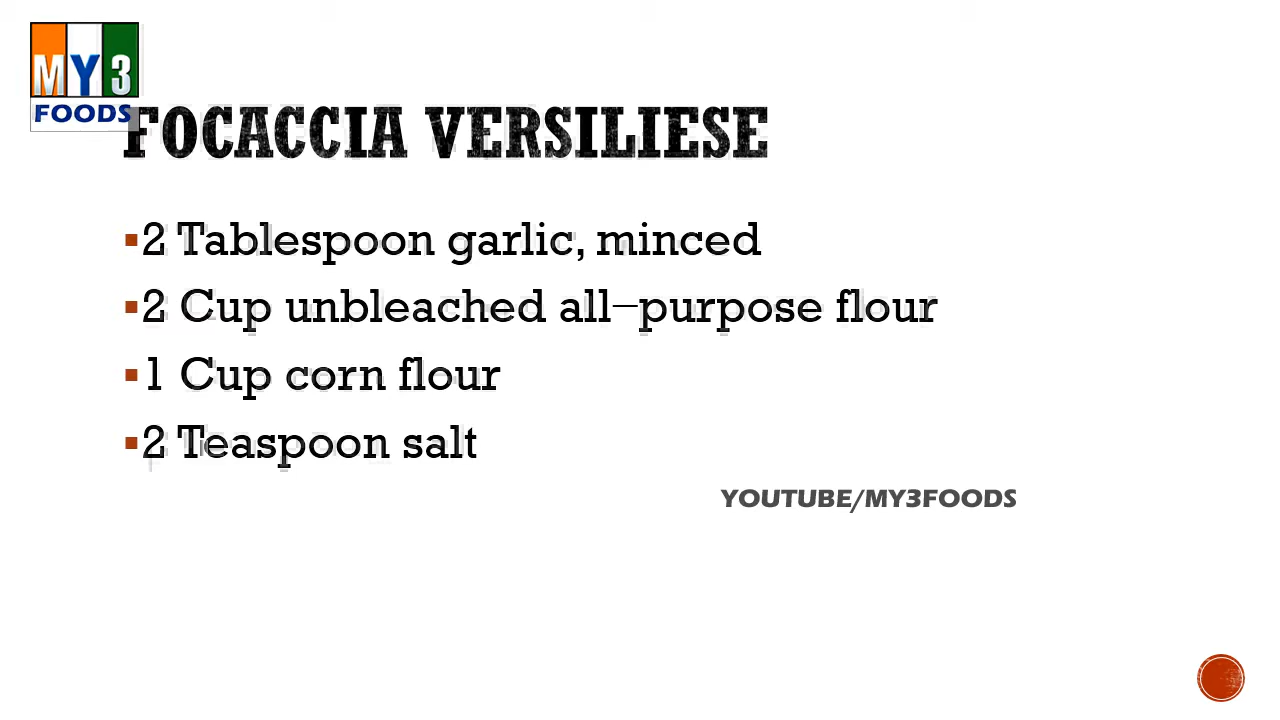 MY3
FOODS
FOCACCIA VERSILIESE
▪2 Tablespoon garlic, minced
▪2 Cup unbleached all–purpose flour
▪1 Cup corn flour
▪2 Teaspoon salt
YOUTUBE/MY3FOODS